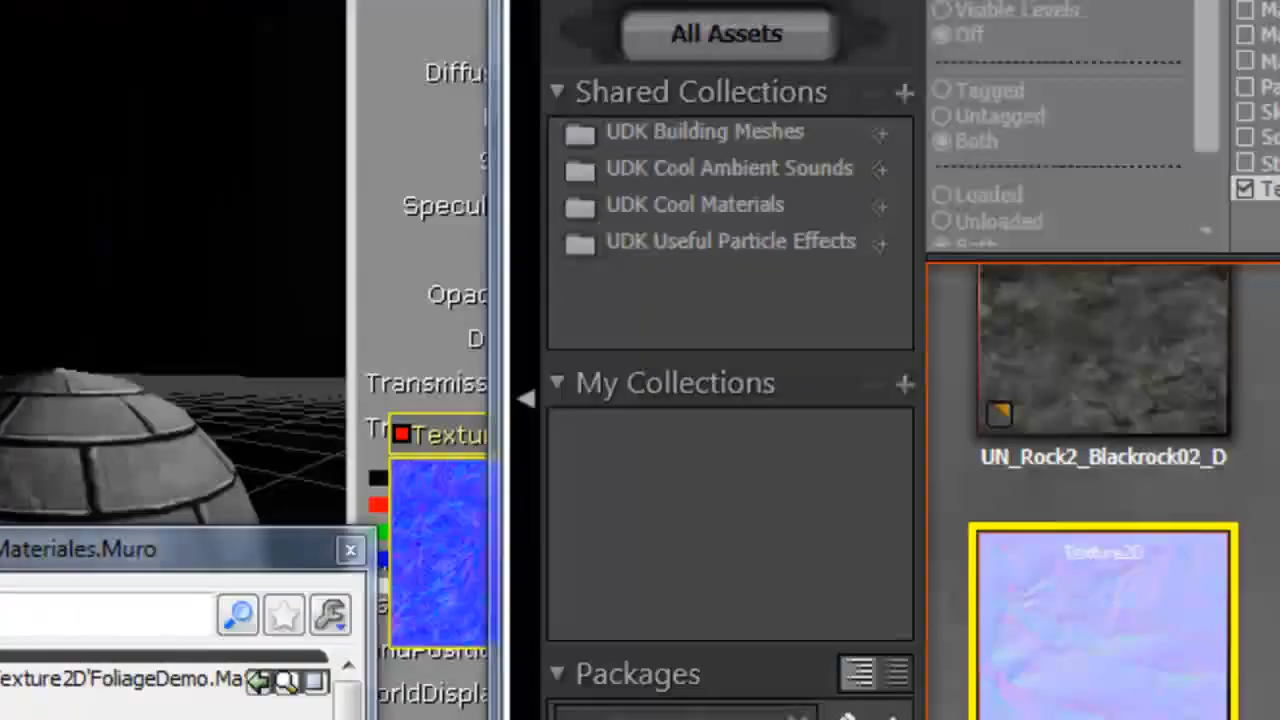 All Assets
Shared Collections
UDK Building Meshes
UDK Cool Ambient Sounds
UDK Cool Materials
UDK Useful Particle Effects
My Collections
Packages
Visible Levels
Off
Tagged
Untagged
Both
Loaded
Unloaded
UN_Rock2_Blackrock02_D
Texture2D
Diffu
Specul
Opac
D
Transmiss
Textu
orldDispla
Materiales.Muro
exture2D'FoliageDemo.Ma